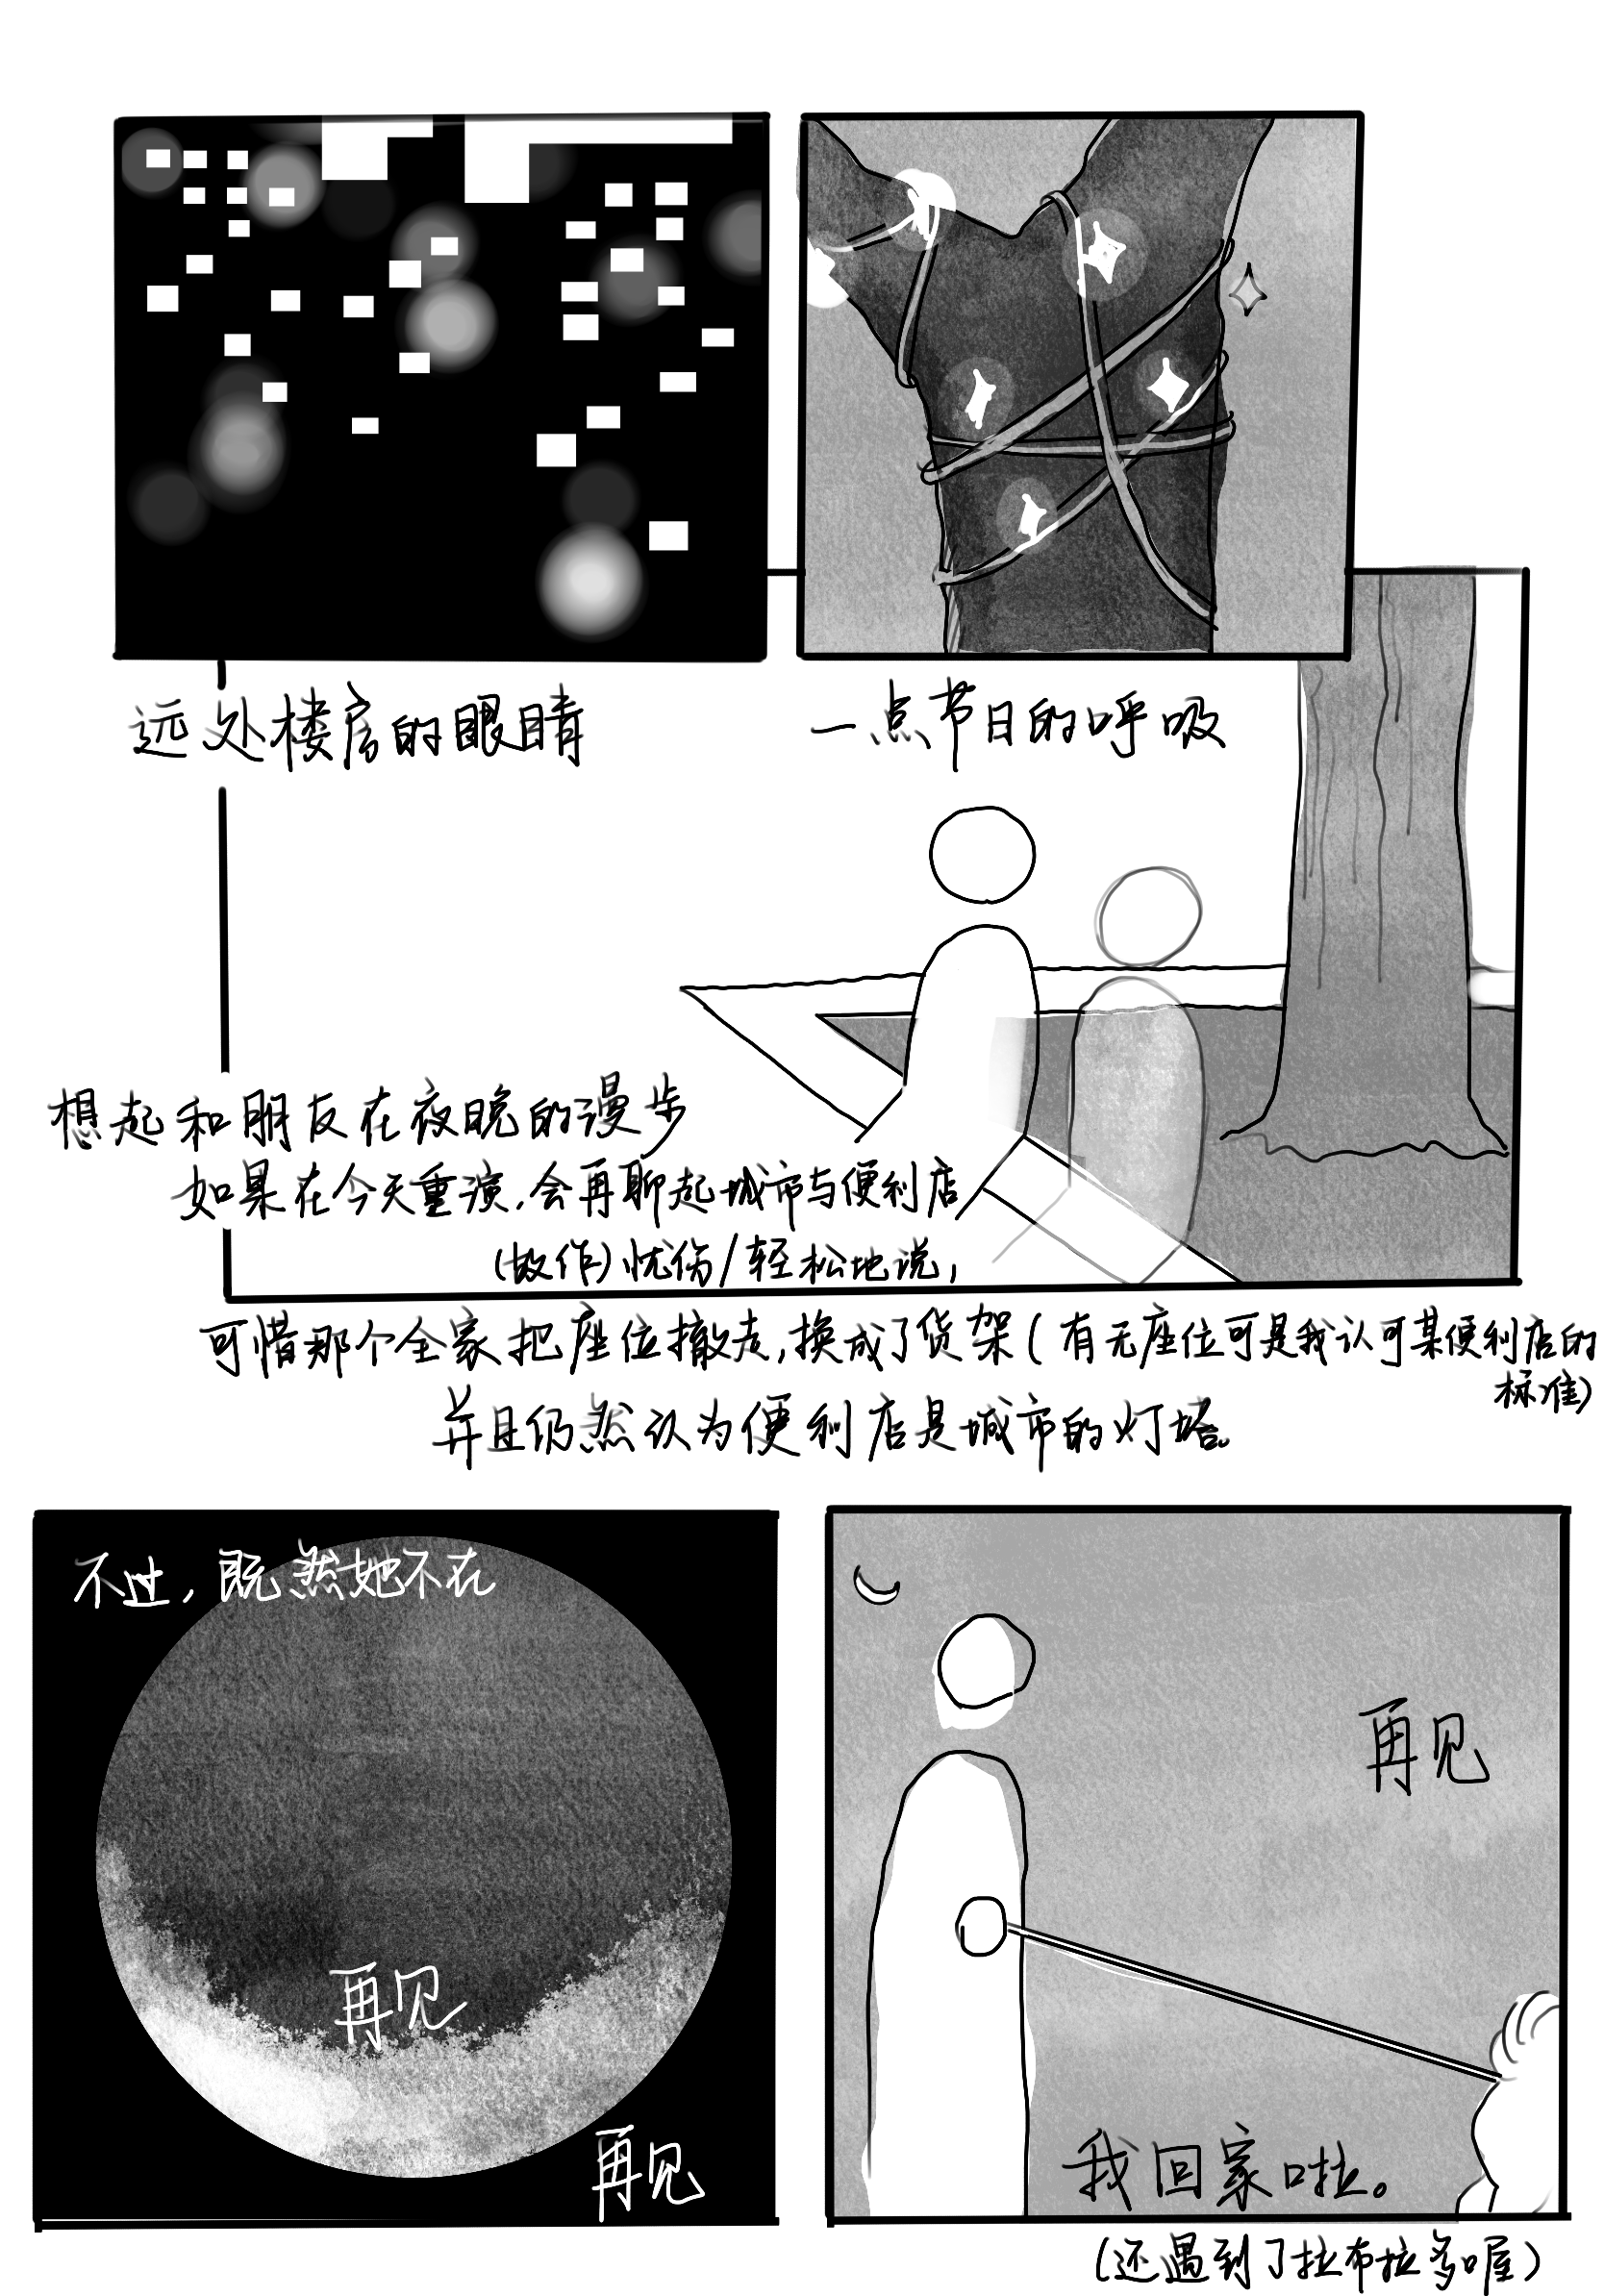 远处楼房的眼睛
一点节日的呼吸
想起和朋友在夜晚的漫步
如果在今天重演,会再聊起城市与便利店
(故作)忧伤/轻松地说,
可惜那个全家把座位撤走,换成了货架(有无座位可是我认可某便利店的
标准)
并且仍然认为便利店是城市的灯塔。
不过,既然她不在
再见
再见
再见
我回家啦。
(还遇到了拉布拉多喔)